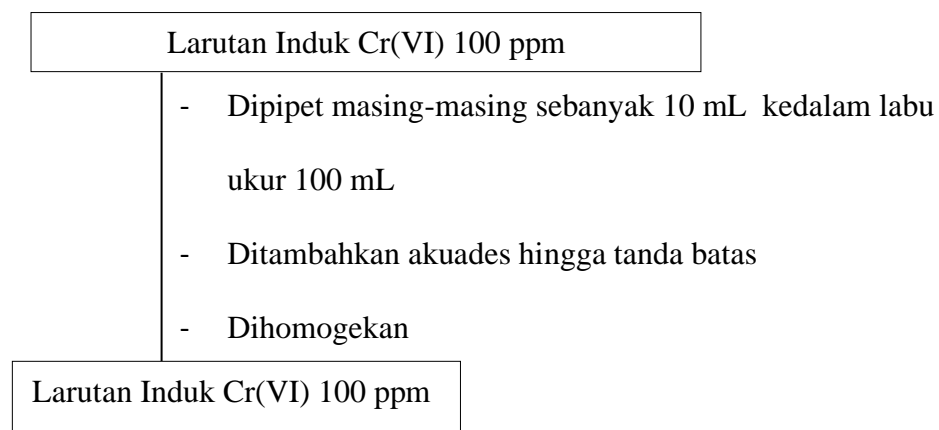 Larutan Induk Cr(VI) 100 ppm
- Dipipet masing-masing sebanyak 10 mL kedalam labu
ukur 100 mL
- Ditambahkan akuades hingga tanda batas
- Dihomogekan
Larutan Induk Cr(VI) 100 ppm